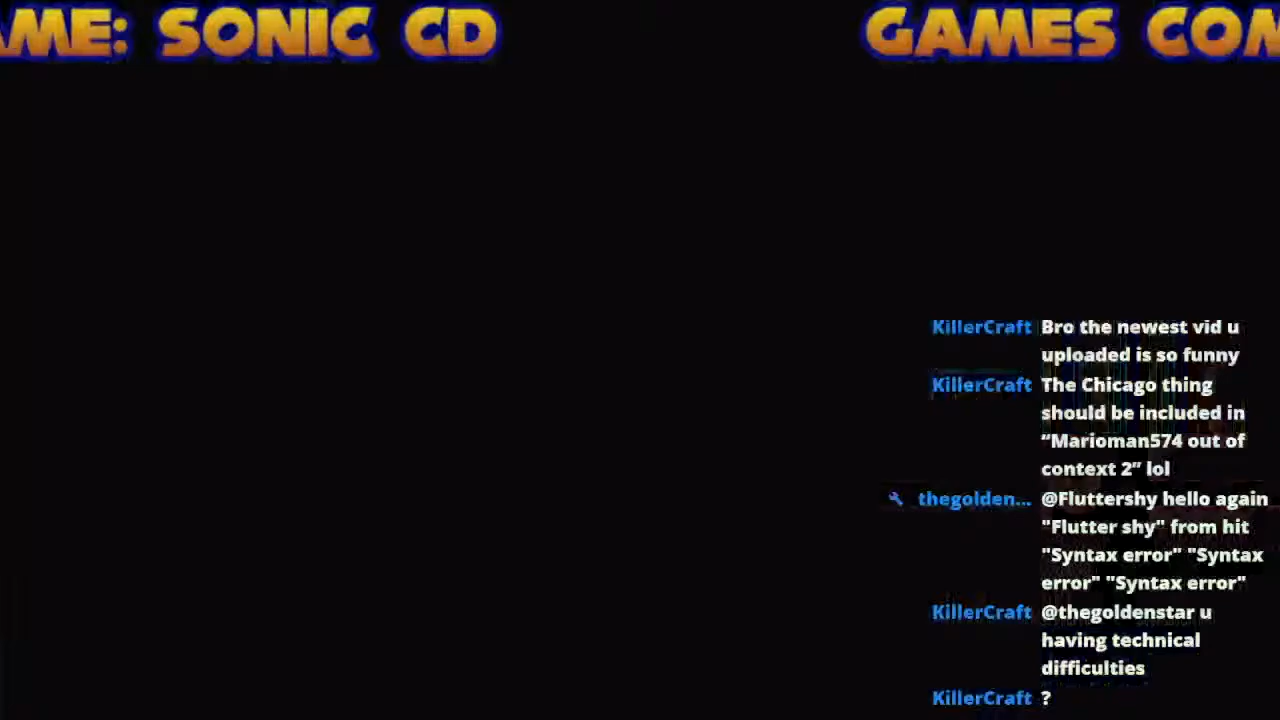 AME: SONIC CD GAMES COM
KillerCraft Bro the newest vid u
uploaded is so funny
KillerCraft The Chicago thing
should be included in
“Marioman574 out of
context 2” lol
thegolden... @Fluttershy hello again
"Flutter shy" from hit
"Syntax error" "Syntax
error" "Syntax error"
KillerCraft @thegoldenstar u
having technical
difficulties
KillerCraft ?